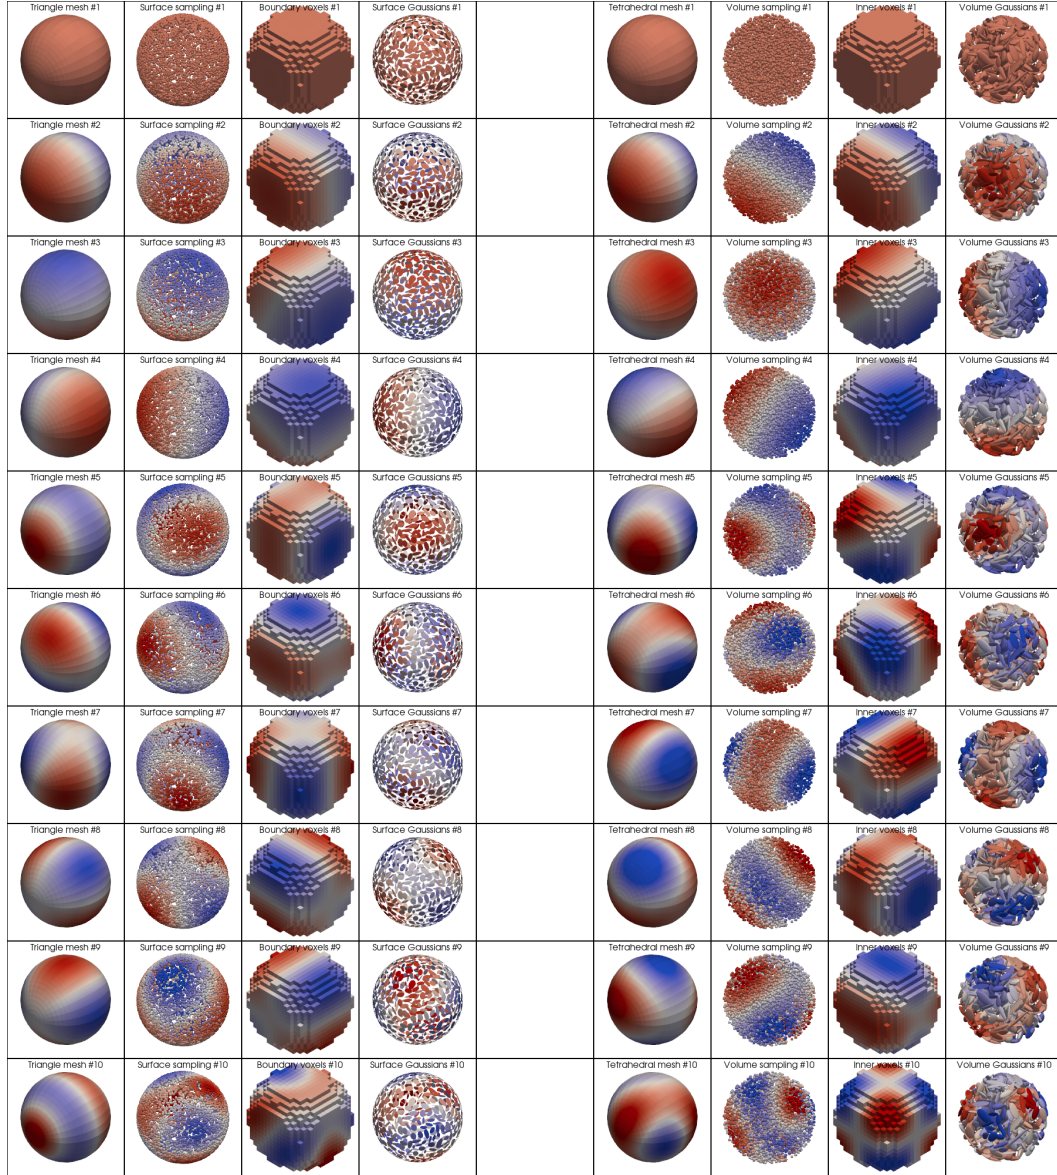 Triangle mesh #1 Surface sampling #1 Boundary voxels #1 Surface Gaussians #1 Tetrahedral mesh #1 Volume sampling #1 Inner voxels #1 Volume Gaussians #1
Triangle mesh #2 Surface sampling #2 Boundary voxels #2 Surface Gaussians #2 Tetrahedral mesh #2 Volume sampling #2 Inner voxels #2 Volume Gaussians #2
Triangle mesh #3 Surface sampling #3 Boundary voxels #3 Surface Gaussians #3 Tetrahedral mesh #3 Volume sampling #3 Inner voxels #3 Volume Gaussians #3
Triangle mesh #4 Surface sampling #4 Boundary voxels #4 Surface Gaussians #4 Tetrahedral mesh #4 Volume sampling #4 Inner voxels #4 Volume Gaussians #4
Triangle mesh #5 Surface sampling #5 Boundary voxels #5 Surface Gaussians #5 Tetrahedral mesh #5 Volume sampling #5 Inner voxels #5 Volume Gaussians #5
Triangle mesh #6 Surface sampling #6 Boundary voxels #6 Surface Gaussians #6 Tetrahedral mesh #6 Volume sampling #6 Inner voxels #6 Volume Gaussians #6
Triangle mesh #7 Surface sampling #7 Boundary voxels #7 Surface Gaussians #7 Tetrahedral mesh #7 Volume sampling #7 Inner voxels #7 Volume Gaussians #7
Triangle mesh #8 Surface sampling #8 Boundary voxels #8 Surface Gaussians #8 Tetrahedral mesh #8 Volume sampling #8 Inner voxels #8 Volume Gaussians #8
Triangle mesh #9 Surface sampling #9 Boundary voxels #9 Surface Gaussians #9 Tetrahedral mesh #9 Volume sampling #9 Inner voxels #9 Volume Gaussians #9
Triangle mesh #10 Surface sampling #10 Boundary voxels #10 Surface Gaussians #10 Tetrahedral mesh #10 Volume sampling #10 Inner voxels #10 Volume Gaussians #10